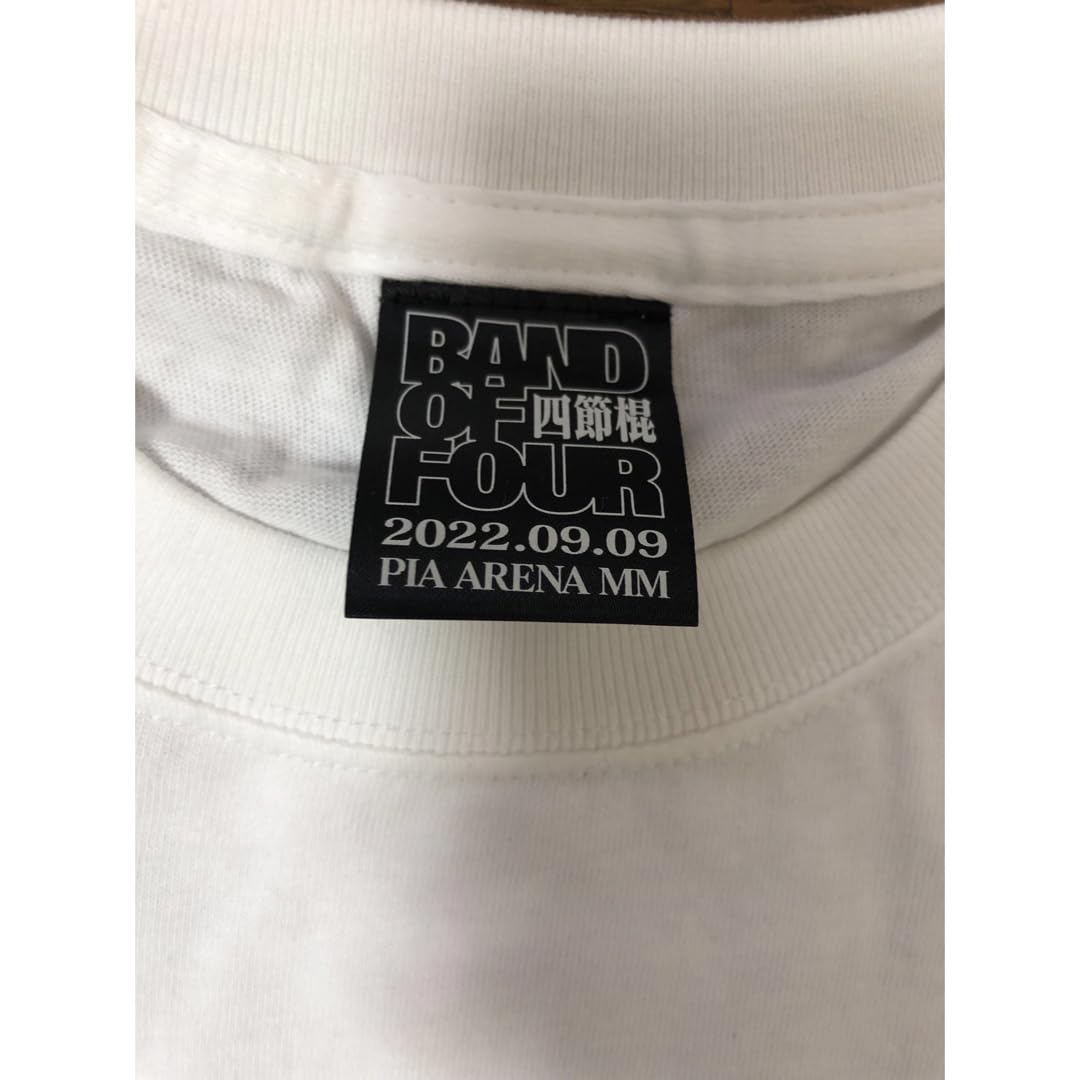 BAND
OF 四節棍
FOUR
2022.09.09
PIA ARENA MM